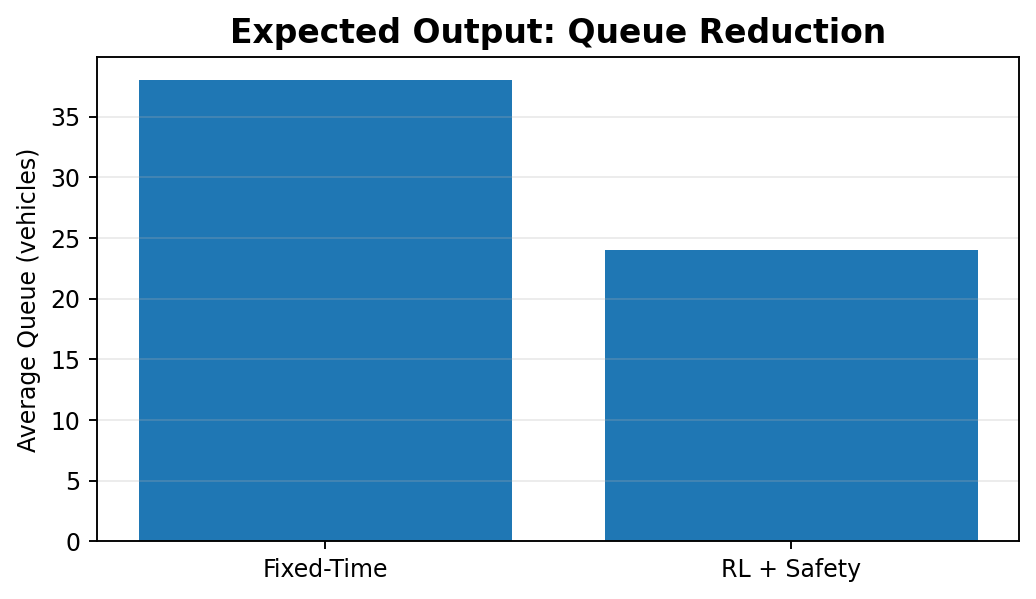 Expected Output: Queue Reduction
Average Queue (vehicles)
35
30
25
20
15
10
5
0
Fixed-Time
RL + Safety